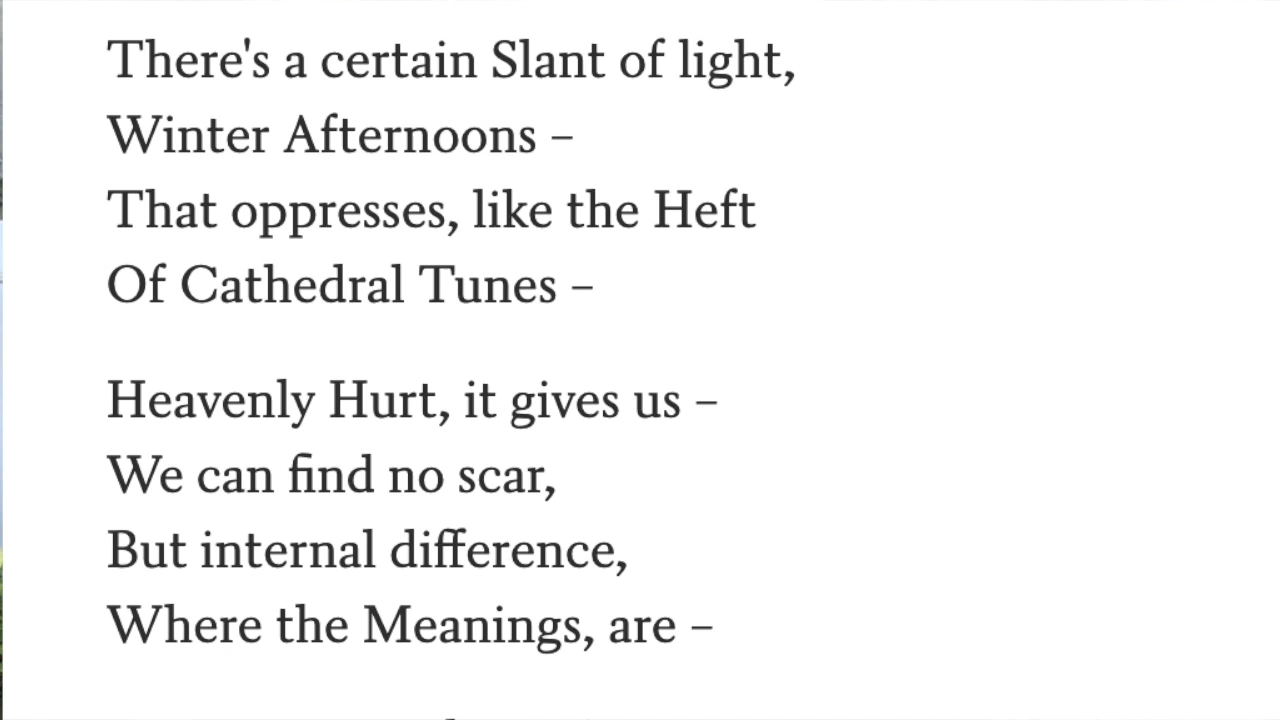 There's a certain Slant of light,
Winter Afternoons –
That oppresses, like the Heft
Of Cathedral Tunes –
Heavenly Hurt, it gives us –
We can find no scar,
But internal difference,
Where the Meanings, are –